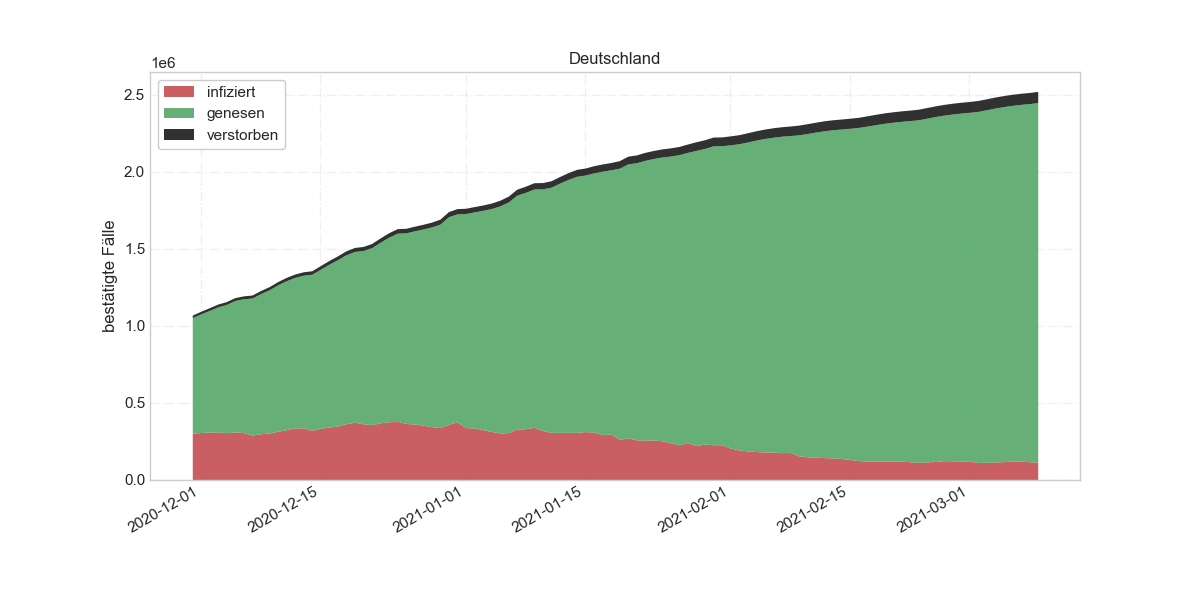 Deutschland
1e6
infiziert
genesen
verstorben
bestätigte Fälle
2.5
2.0
1.5
1.0
0.5
0.0
2020-12-01
2020-12-15
2021-01-01
2021-01-15
2021-02-01
2021-02-15
2021-03-01